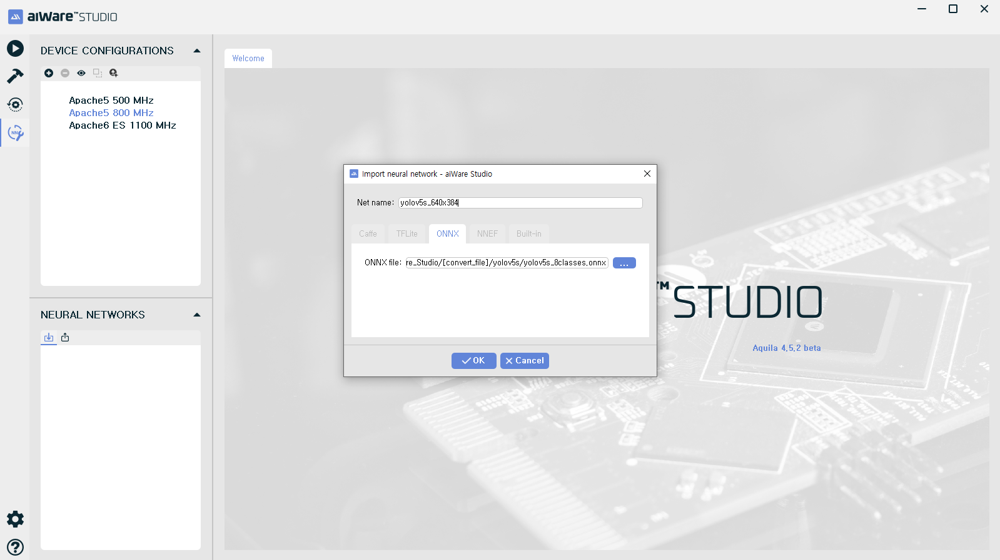 aiWare™STUDIO
DEVICE CONFIGURATIONS
Apache5 500 MHz
Apache5 800 MHz
Apache6 ES 1100 MHz
NN
NEURAL NETWORKS
Welcome
Import neural network - aiWare Studio
Net name: yolov5s_640x384
Caffe TFLite ONNX NNEF Built-in
ONNX file: re_Studio/[convert_file]/yolov5s/yolov5s_8classes.onnx ...
OK Cancel
™STUDIO
Aquila 4.5.2 beta